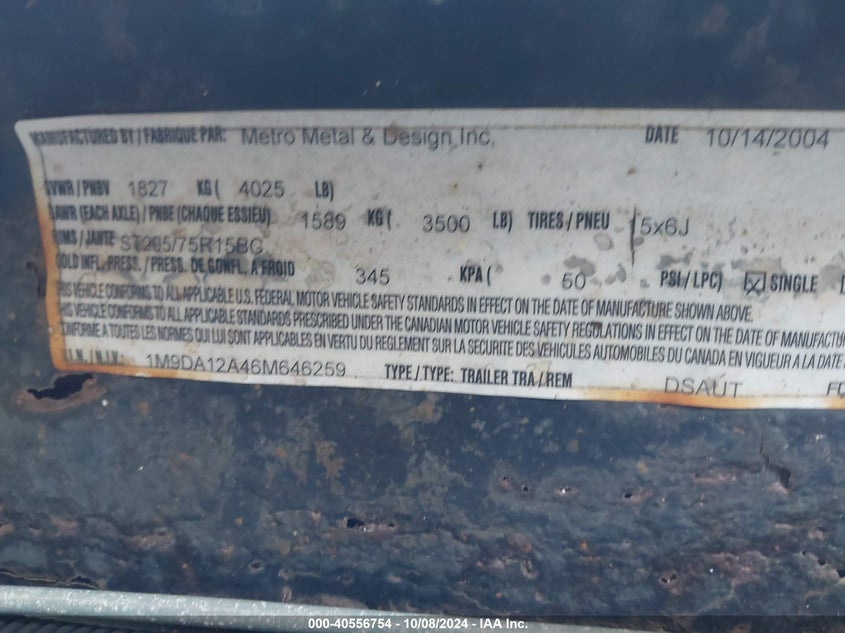 MANUFACTURED BY / FABRIQUE PAR: Metro Metal & Design Inc. DATE 10/14/2004
GVWR / PNBV 1827 KG ( 4025 LB)
GAWR (EACH AXLE) / PNBE (CHAQUE ESSIEU) 1589 KG ( 3500 LB) TIRES / PNEU 15x6J
RIMS / JANTE ST205/75R15BC
COLD INFL. PRESS. / PRESS. DE GONFL. A FROID 345 KPA ( 50 PSI / LPC) SINGLE
THIS VEHICLE CONFORMS TO ALL APPLICABLE U.S. FEDERAL MOTOR VEHICLE SAFETY STANDARDS IN EFFECT ON THE DATE OF MANUFACTURE SHOWN ABOVE.
THIS VEHICLE CONFORMS TO ALL APPLICABLE STANDARDS PRESCRIBED UNDER THE CANADIAN MOTOR VEHICLE SAFETY REGULATIONS IN EFFECT ON THE DATE OF MANUFACTUR
CONFORME A TOUTES LES NORMES QUI LUI SONT APPLICABLES EN VERTU DU REGLEMENT SUR LA SECURITE DES VEHICULES AUTOMOBILES DU CANADA EN VIGUEUR A LA DATE
V.I.N. / N.I.V.: 1M9DA12A46M646259 TYPE / TYPE: TRAILER TRA / REM DSAUT
000-40556754 - 10/08/2024 - IAA Inc.